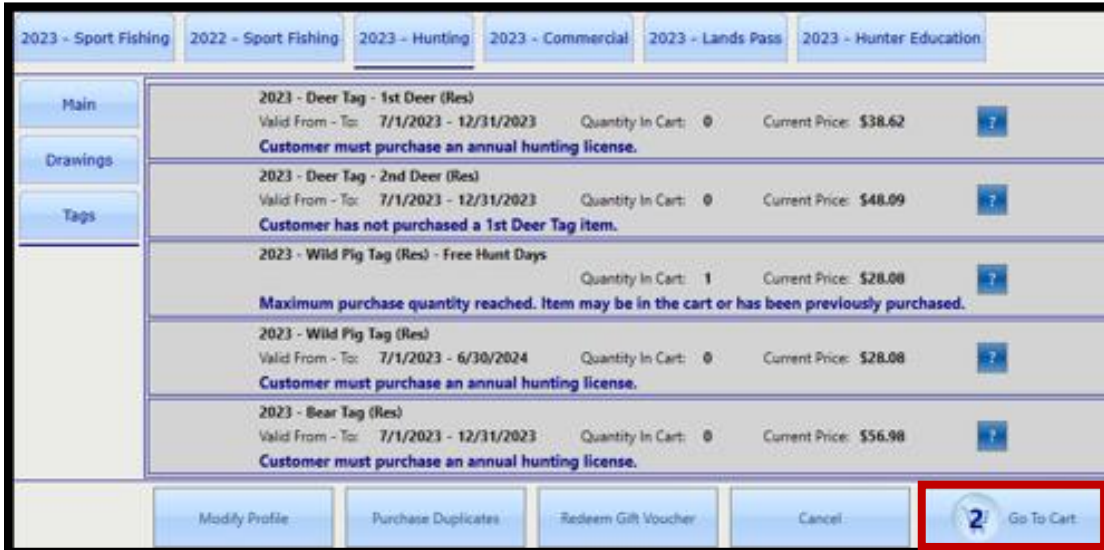 2023 - Sport Fishing 2022 - Sport Fishing 2023 - Hunting 2023 - Commercial 2023 - Lands Pass 2023 - Hunter Education
Main
Drawings
Tags
2023 - Deer Tag - 1st Deer (Res)
Valid From - To: 7/1/2023 - 12/31/2023 Quantity In Cart: 0 Current Price: $38.62 ?
Customer must purchase an annual hunting license.
2023 - Deer Tag - 2nd Deer (Res)
Valid From - To: 7/1/2023 - 12/31/2023 Quantity In Cart: 0 Current Price: $48.09 ?
Customer has not purchased a 1st Deer Tag item.
2023 - Wild Pig Tag (Res) - Free Hunt Days
Quantity In Cart: 1 Current Price: $28.08 ?
Maximum purchase quantity reached. Item may be in the cart or has been previously purchased.
2023 - Wild Pig Tag (Res)
Valid From - To: 7/1/2023 - 6/30/2024 Quantity In Cart: 0 Current Price: $28.08 ?
Customer must purchase an annual hunting license.
2023 - Bear Tag (Res)
Valid From - To: 7/1/2023 - 12/31/2023 Quantity In Cart: 0 Current Price: $56.98 ?
Customer must purchase an annual hunting license.
Modify Profile Purchase Duplicates Redeem Gift Voucher Cancel 2 Go To Cart